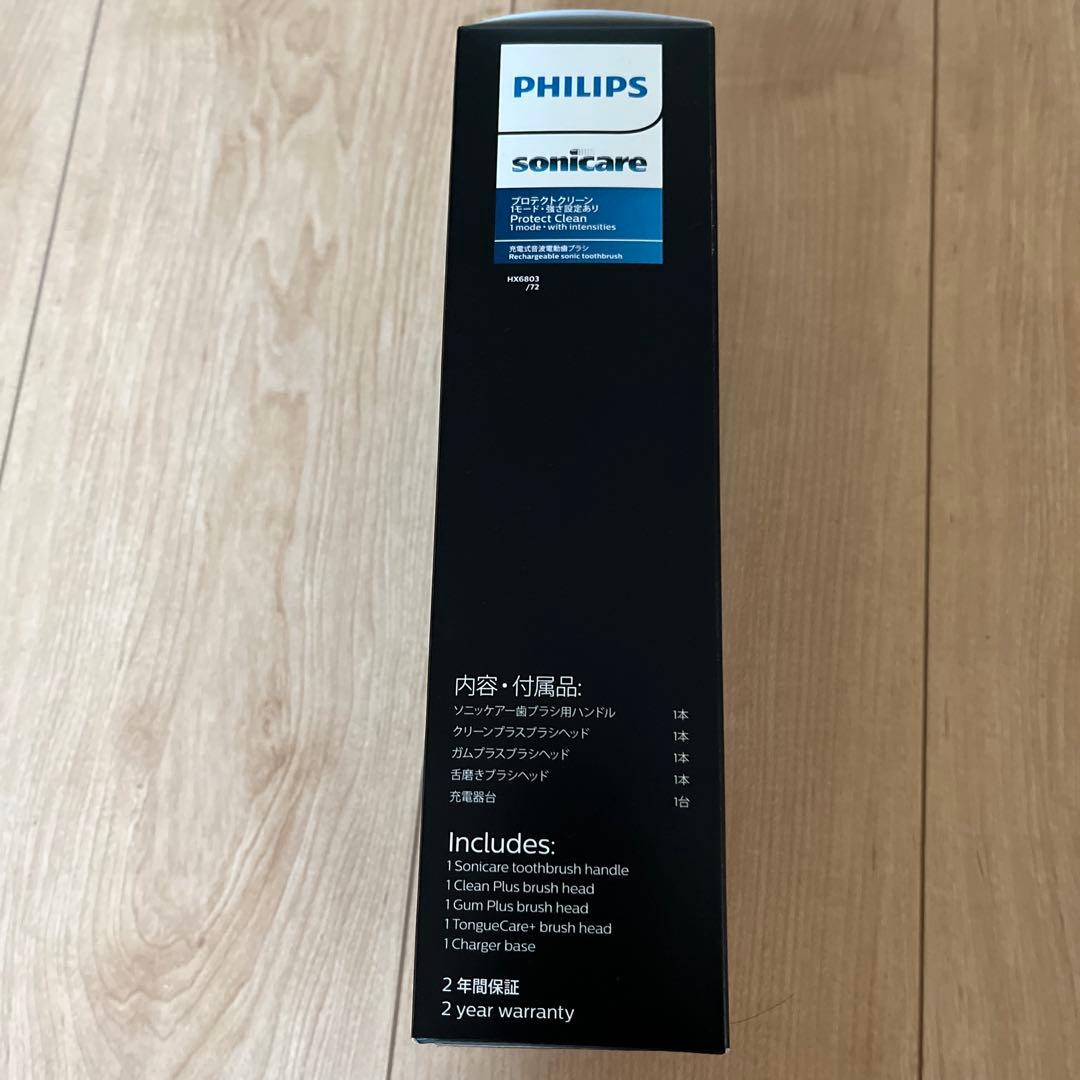 PHILIPS
sonicare
プロテクトクリーン
1モード・強さ設定あり
Protect Clean
1 mode・with intensities
充電式音波電動歯ブラシ
Rechargeable sonic toothbrush
HX6803
/72
内容・付属品:
ソニッケアー歯ブラシ用ハンドル 1本
クリーンプラスブラシヘッド 1本
ガムプラスブラシヘッド 1本
舌磨きブラシヘッド 1本
充電器台 1台
Includes:
1 Sonicare toothbrush handle
1 Clean Plus brush head
1 Gum Plus brush head
1 TongueCare+ brush head
1 Charger base
2 年間保証
2 year warranty